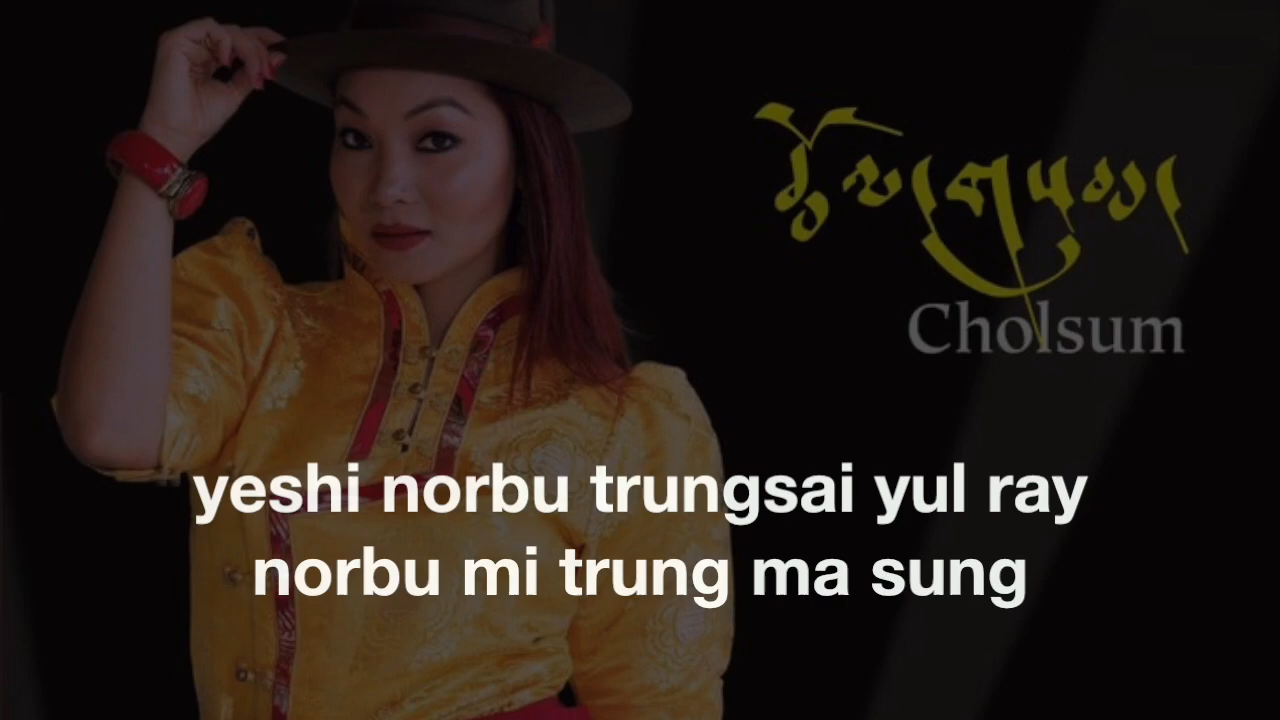 ཆོལ་གསུམ།
Cholsum
yeshi norbu trungsai yul ray
norbu mi trung ma sung